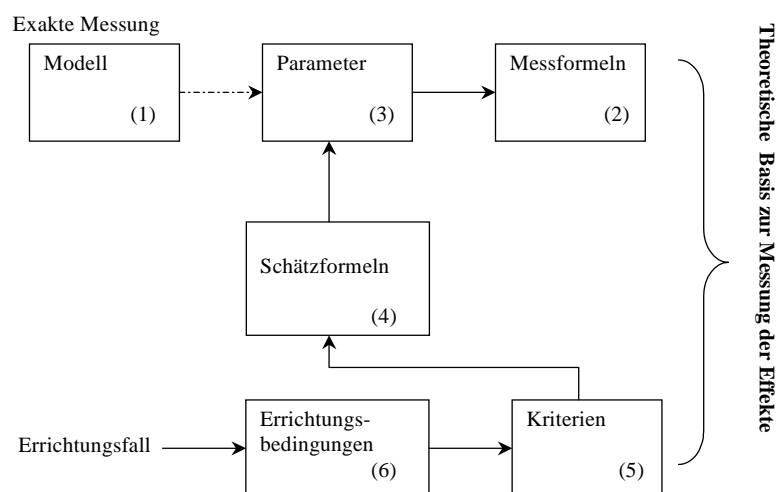 Exakte Messung
Modell
(1)
Parameter
(3)
Messformeln
(2)
Schätzformeln
(4)
Errichtungsfall
Errichtungs-
bedingungen
(6)
Kriterien
(5)
Theoretische Basis zur Messung der Effekte